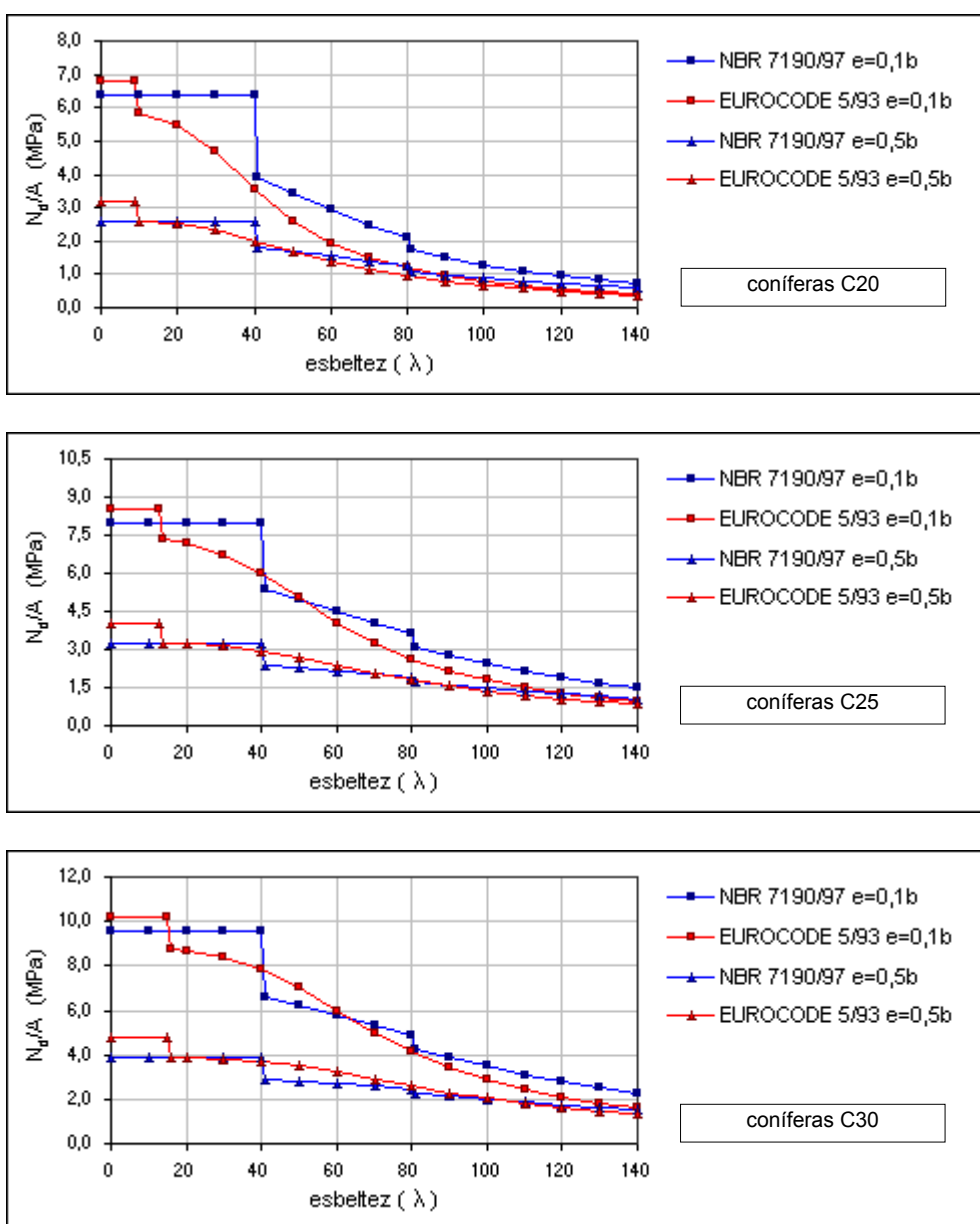 8,0
7,0
6,0
5,0
4,0
3,0
2,0
1,0
0,0
N_d/A (MPa)
0 20 40 60 80 100 120 140
esbeltez ( λ )
NBR 7190/97 e=0,1b
EUROCODE 5/93 e=0,1b
NBR 7190/97 e=0,5b
EUROCODE 5/93 e=0,5b
coníferas C20
10,5
9,0
7,5
6,0
4,5
3,0
1,5
0,0
N_d/A (MPa)
0 20 40 60 80 100 120 140
esbeltez ( λ )
NBR 7190/97 e=0,1b
EUROCODE 5/93 e=0,1b
NBR 7190/97 e=0,5b
EUROCODE 5/93 e=0,5b
coníferas C25
12,0
10,0
8,0
6,0
4,0
2,0
0,0
N_d/A (MPa)
0 20 40 60 80 100 120 140
esbeltez ( λ )
NBR 7190/97 e=0,1b
EUROCODE 5/93 e=0,1b
NBR 7190/97 e=0,5b
EUROCODE 5/93 e=0,5b
coníferas C30